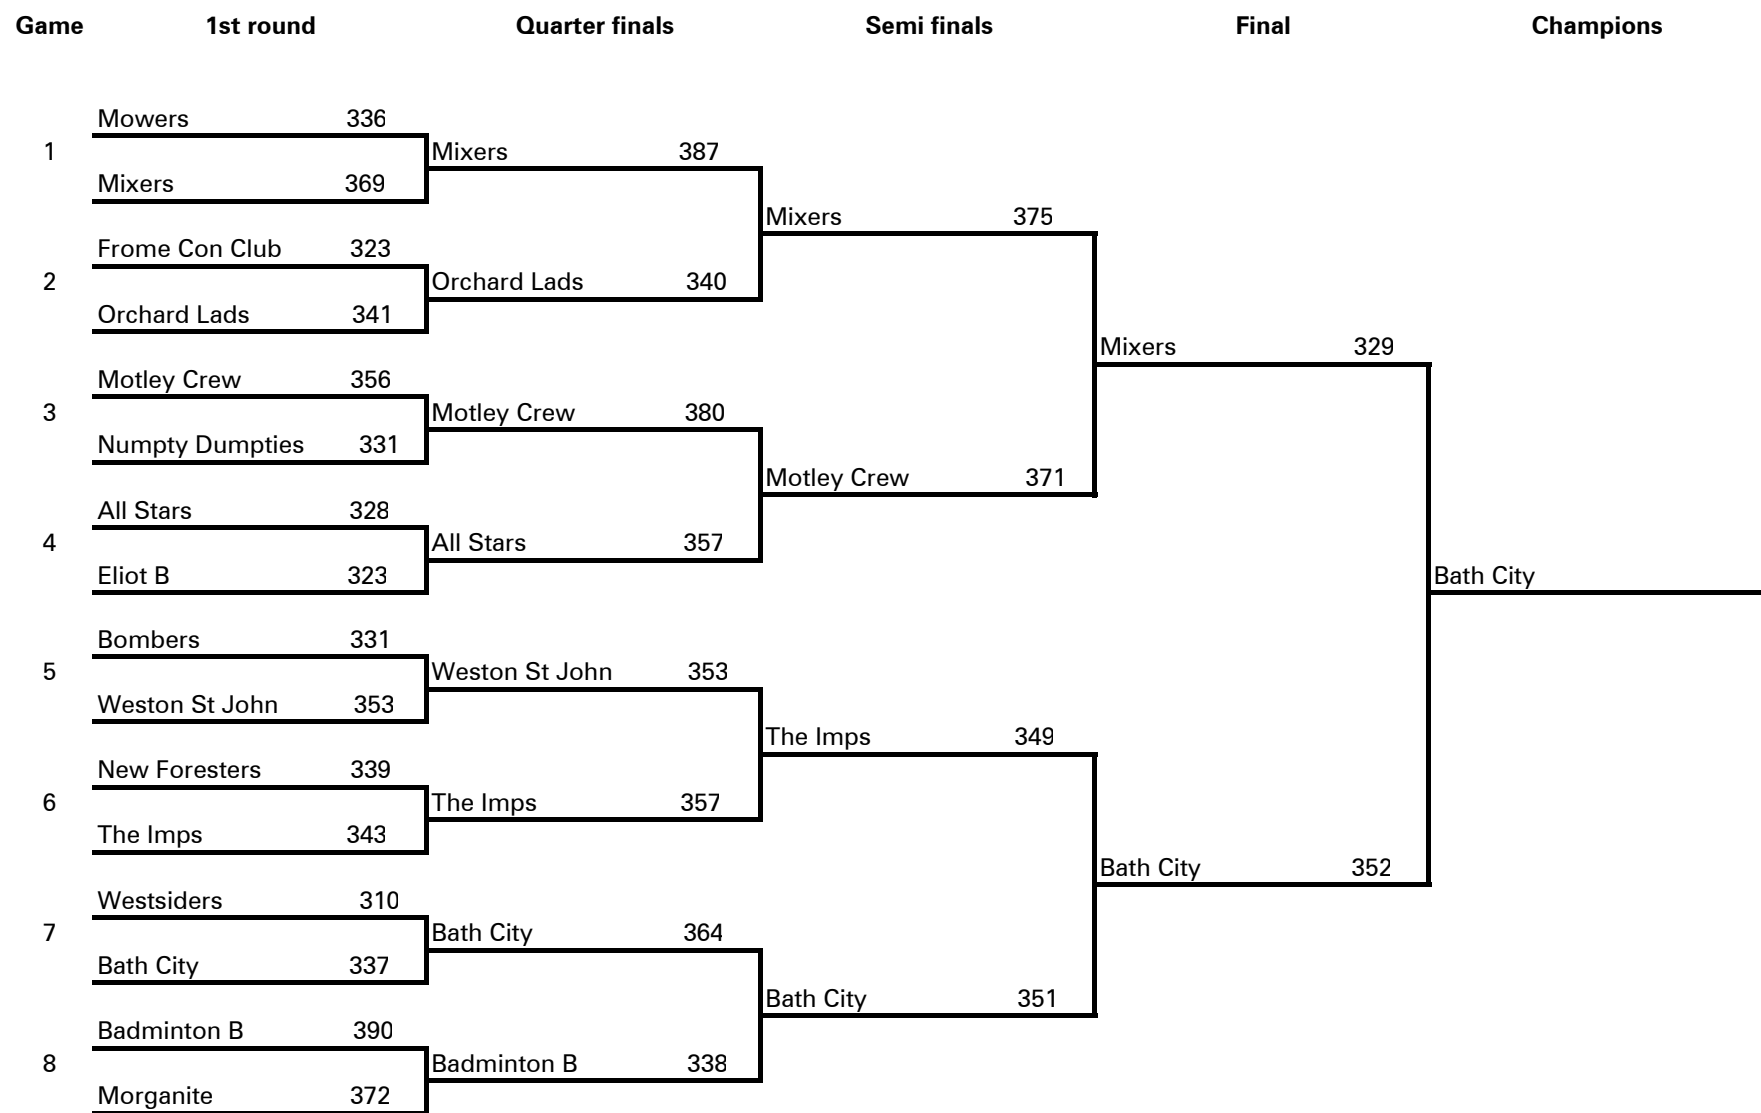 Game 1st round Quarter finals Semi finals Final Champions
Mowers 336
1 Mixers 387
Mixers 369
Mixers 375
Frome Con Club 323
2 Orchard Lads 340
Orchard Lads 341
Mixers 329
Motley Crew 356
3 Motley Crew 380
Numpty Dumpties 331
Motley Crew 371
All Stars 328
4 All Stars 357
Eliot B 323 Bath City
Bombers 331
5 Weston St John 353
Weston St John 353
The Imps 349
New Foresters 339
6 The Imps 357
The Imps 343
Bath City 352
Westsiders 310
7 Bath City 364
Bath City 337
Bath City 351
Badminton B 390
8 Badminton B 338
Morganite 372